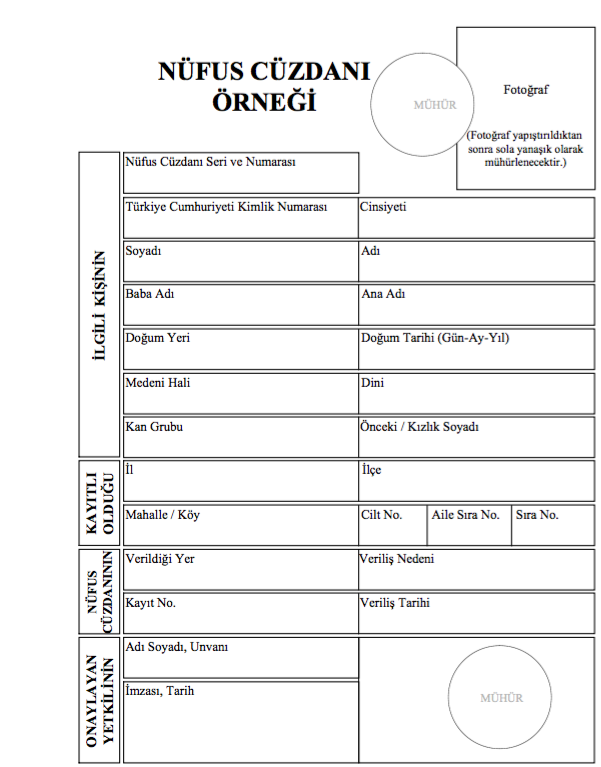 NÜFUS CÜZDANI
ÖRNEĞİ
MÜHÜR
Fotoğraf
(Fotoğraf yapıştırıldıktan
sonra sola yanaşık olarak
mühürlenecektir.)
İLGİLİ KİŞİNİN
Nüfus Cüzdanı Seri ve Numarası
Türkiye Cumhuriyeti Kimlik Numarası
Cinsiyeti
Soyadı
Adı
Baba Adı
Ana Adı
Doğum Yeri
Doğum Tarihi (Gün-Ay-Yıl)
Medeni Hali
Dini
Kan Grubu
Önceki / Kızlık Soyadı
KAYITLI
OLDUĞU
İl
İlçe
Mahalle / Köy
Cilt No.
Aile Sıra No.
Sıra No.
NÜFUS
CÜZDANININ
Verildiği Yer
Veriliş Nedeni
Kayıt No.
Veriliş Tarihi
ONAYLAYAN
YETKİLİNİN
Adı Soyadı, Unvanı
İmzası, Tarih
MÜHÜR